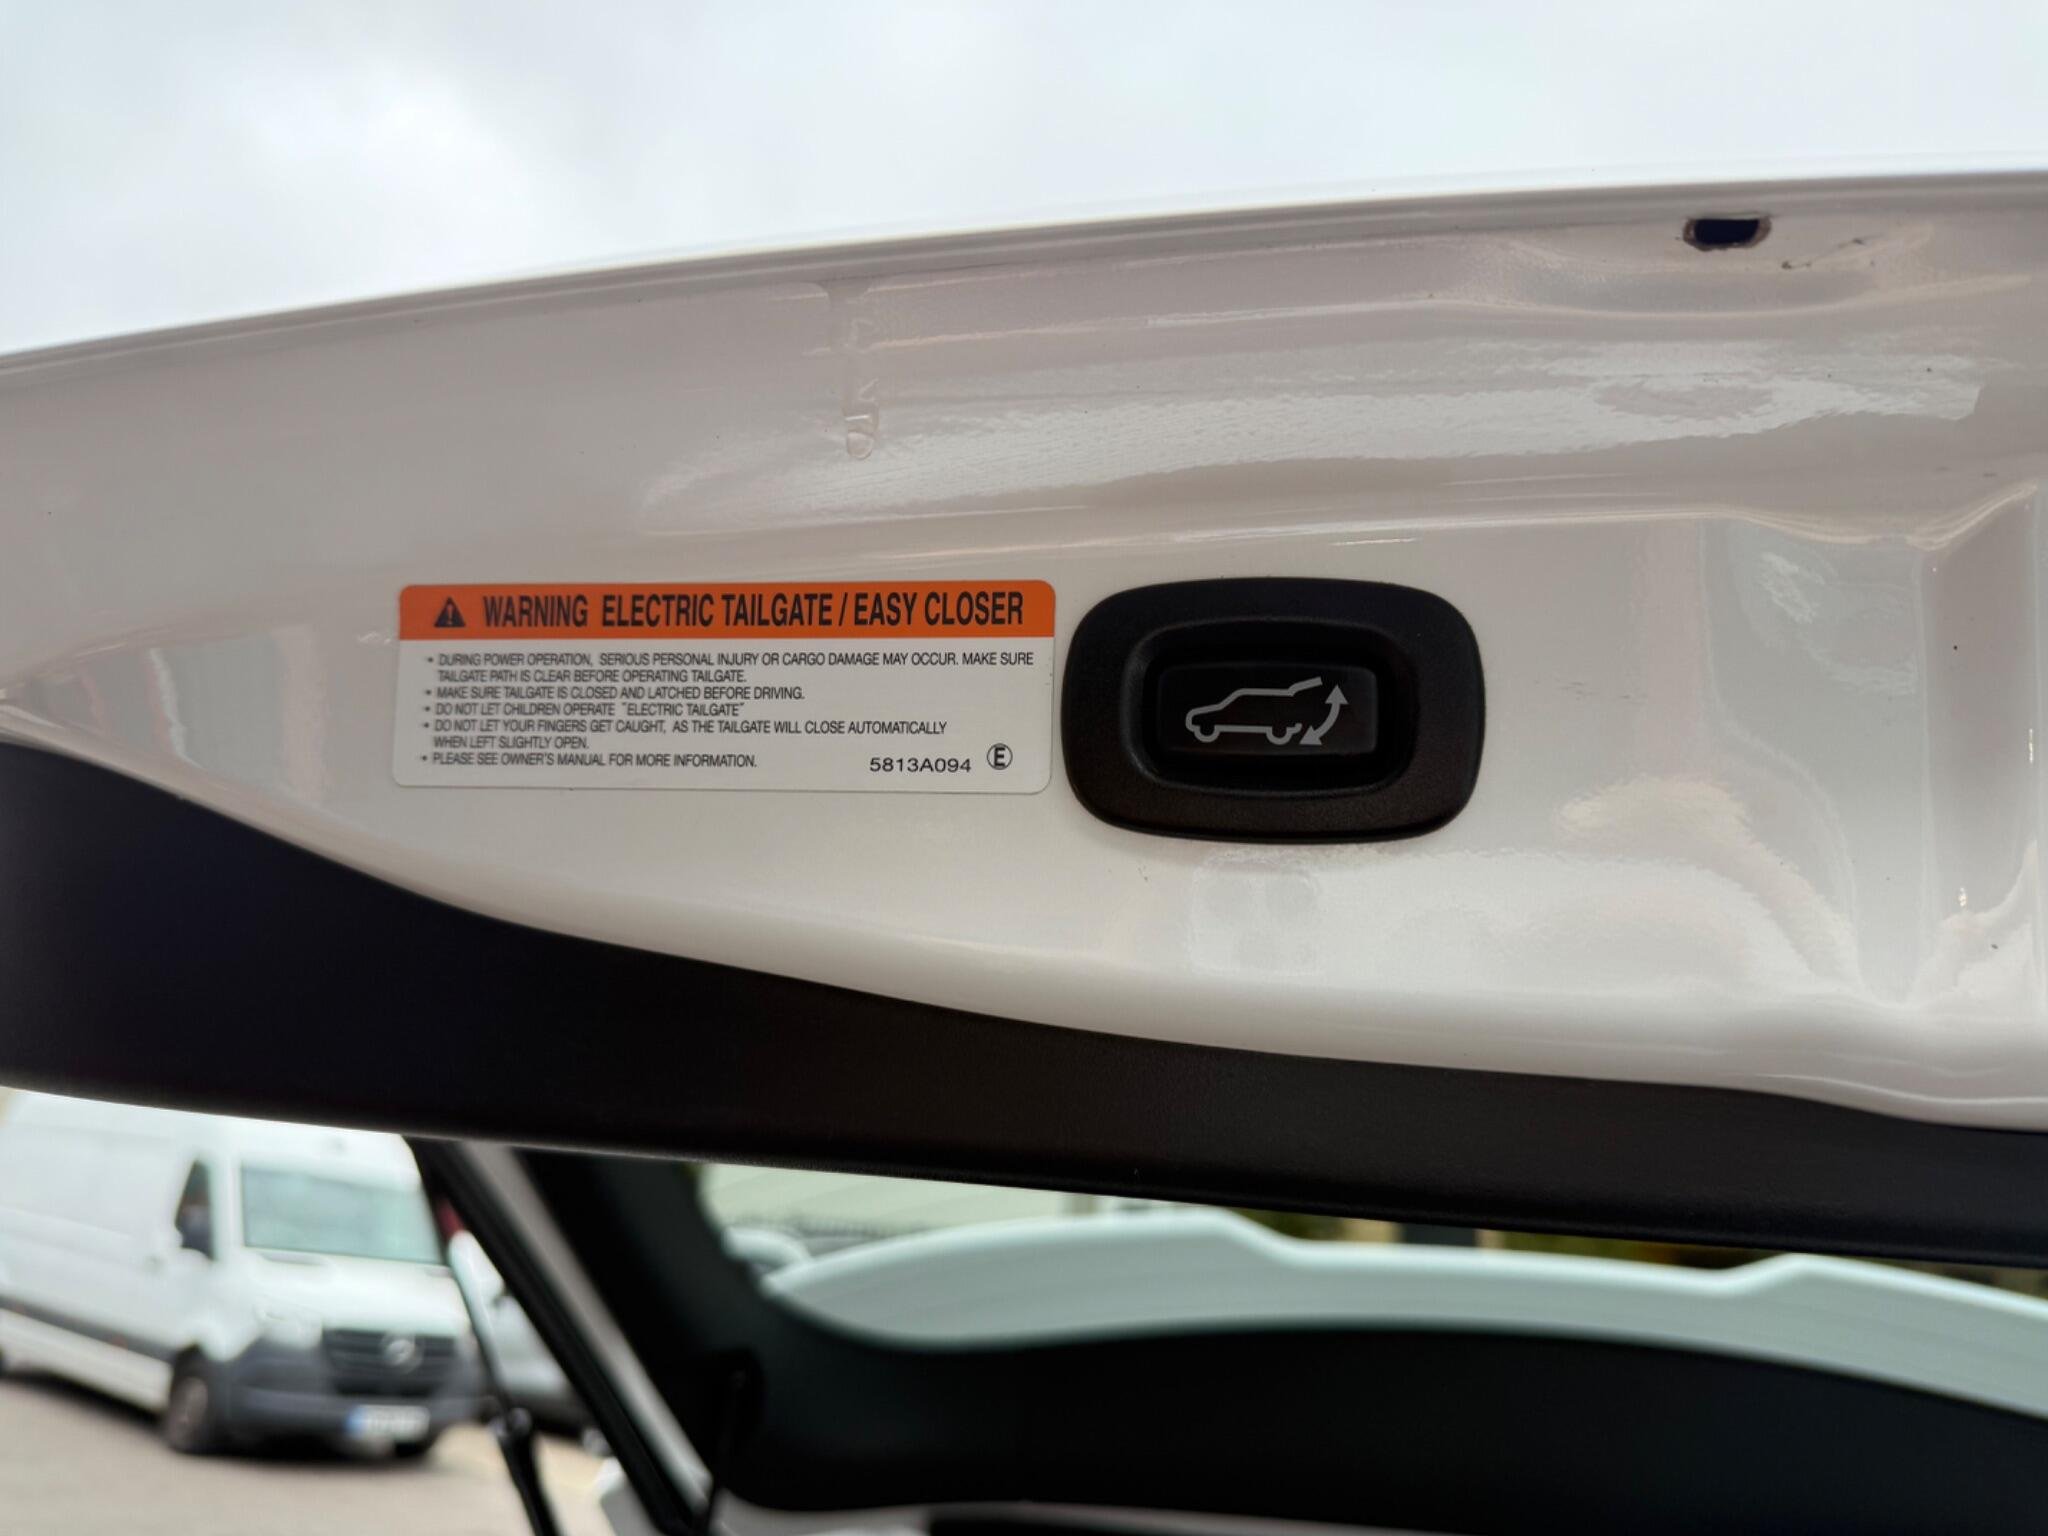 WARNING ELECTRIC TAILGATE / EASY CLOSER
• DURING POWER OPERATION, SERIOUS PERSONAL INJURY OR CARGO DAMAGE MAY OCCUR. MAKE SURE
TAILGATE PATH IS CLEAR BEFORE OPERATING TAILGATE.
• MAKE SURE TAILGATE IS CLOSED AND LATCHED BEFORE DRIVING.
• DO NOT LET CHILDREN OPERATE "ELECTRIC TAILGATE"
• DO NOT LET YOUR FINGERS GET CAUGHT, AS THE TAILGATE WILL CLOSE AUTOMATICALLY
WHEN LEFT SLIGHTLY OPEN.
• PLEASE SEE OWNER'S MANUAL FOR MORE INFORMATION.
5813A094 Ⓔ